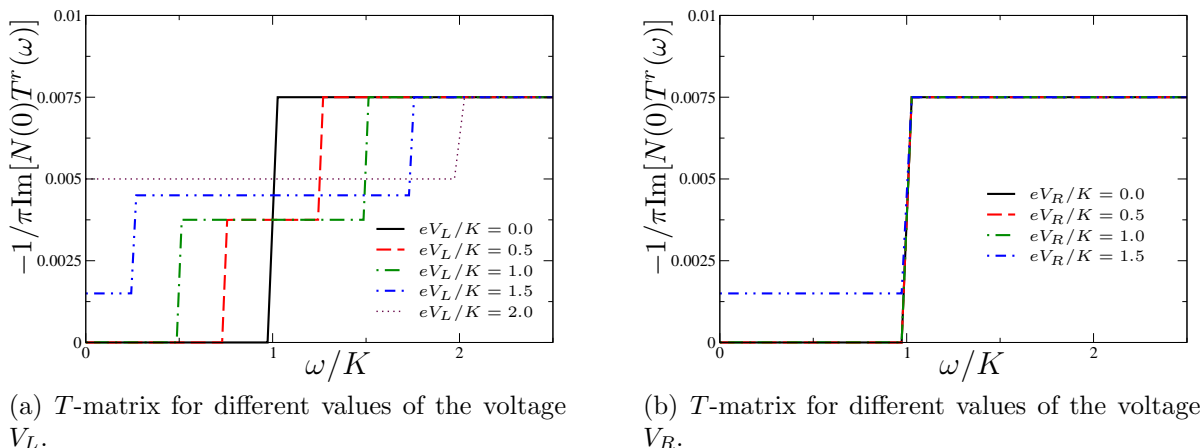 0.01
0.0075
0.005
0.0025
0
−1/πIm[N(0)T^r(ω)]
eV_L/K = 0.0
eV_L/K = 0.5
eV_L/K = 1.0
eV_L/K = 1.5
eV_L/K = 2.0
0 1 2
ω/K
(a) T-matrix for different values of the voltage
V_L.
0.01
0.0075
0.005
0.0025
0
−1/πIm[N(0)T^r(ω)]
eV_R/K = 0.0
eV_R/K = 0.5
eV_R/K = 1.0
eV_R/K = 1.5
0 1 2
ω/K
(b) T-matrix for different values of the voltage
V_R.